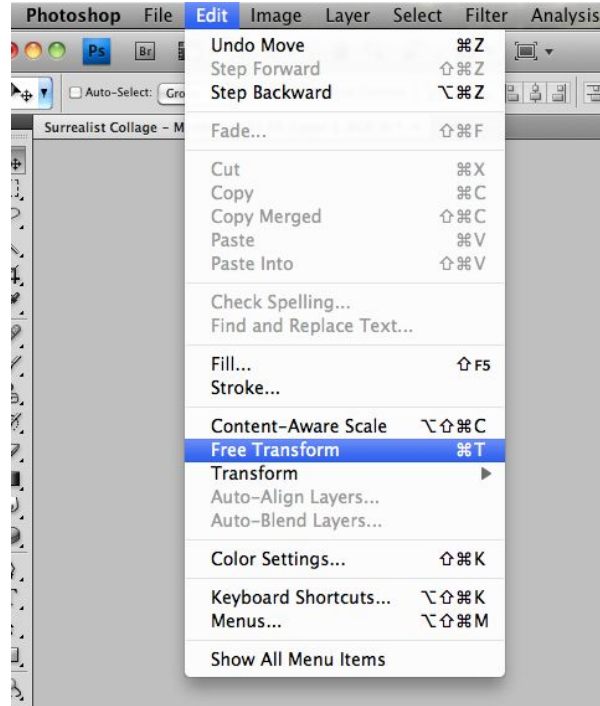 Photoshop File Edit Image Layer Select Filter Analysis
Ps Br
Auto-Select: Gro
Surrealist Collage – M
Undo Move ⌘Z
Step Forward ⇧⌘Z
Step Backward ⌥⌘Z
Fade... ⇧⌘F
Cut ⌘X
Copy ⌘C
Copy Merged ⇧⌘C
Paste ⌘V
Paste Into ⇧⌘V
Check Spelling...
Find and Replace Text...
Fill... ⇧F5
Stroke...
Content-Aware Scale ⌥⇧⌘C
Free Transform ⌘T
Transform ▶
Auto-Align Layers...
Auto-Blend Layers...
Color Settings... ⇧⌘K
Keyboard Shortcuts... ⌥⇧⌘K
Menus... ⌥⇧⌘M
Show All Menu Items